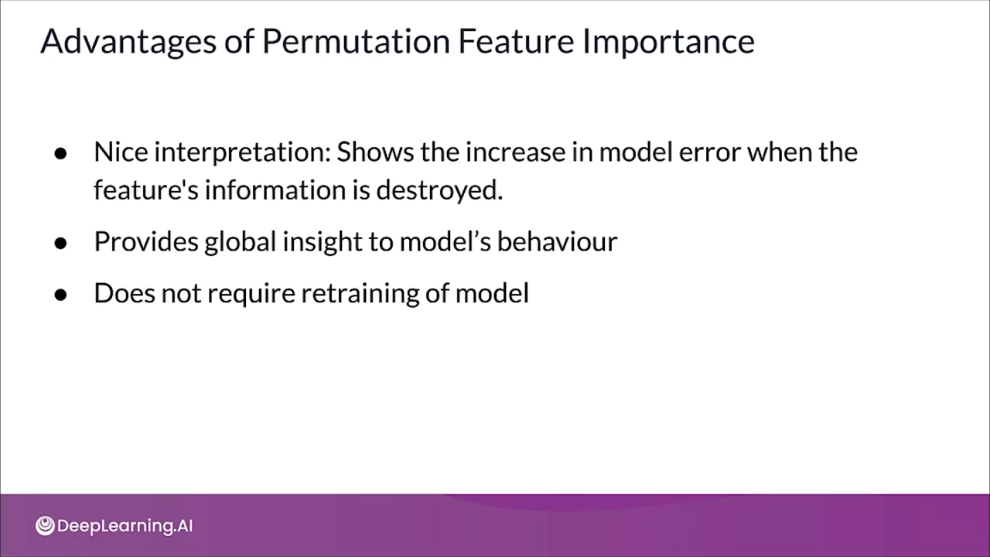 Advantages of Permutation Feature Importance
● Nice interpretation: Shows the increase in model error when the
feature's information is destroyed.
● Provides global insight to model’s behaviour
● Does not require retraining of model
DeepLearning.AI